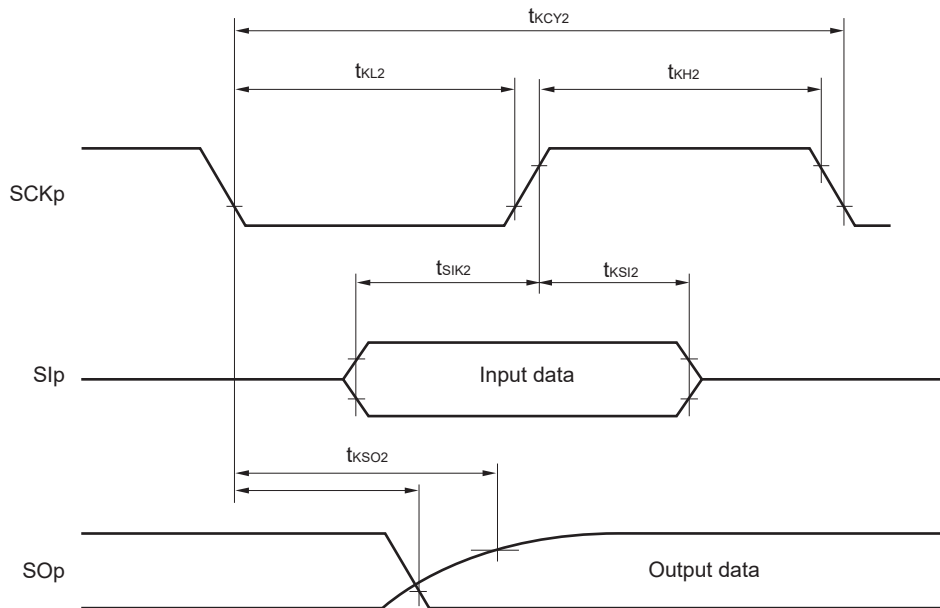 tKCY2
tKL2
tKH2
SCKp
tSIK2
tKSI2
SIp
Input data
tKSO2
SOp
Output data